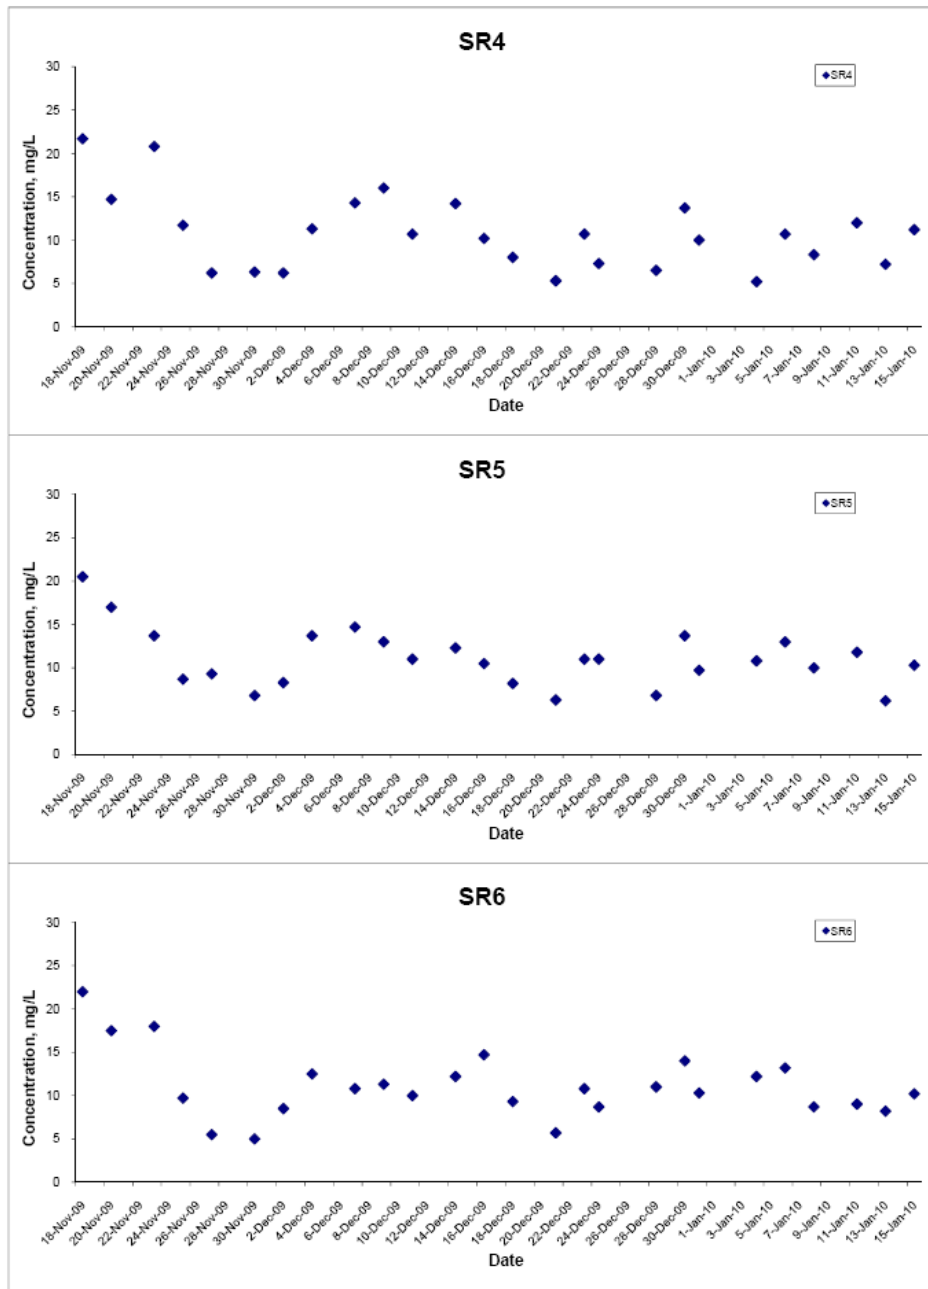 SR4
30
SR4
25
20
15
10
5
0
Concentration, mg/L
18-Nov-09 20-Nov-09 22-Nov-09 24-Nov-09 26-Nov-09 28-Nov-09 30-Nov-09 2-Dec-09 4-Dec-09 6-Dec-09 8-Dec-09 10-Dec-09 12-Dec-09 14-Dec-09 16-Dec-09 18-Dec-09 20-Dec-09 22-Dec-09 24-Dec-09 26-Dec-09 28-Dec-09 30-Dec-09 1-Jan-10 3-Jan-10 5-Jan-10 7-Jan-10 9-Jan-10 11-Jan-10 13-Jan-10 15-Jan-10
Date
SR5
30
SR5
25
20
15
10
5
0
Concentration, mg/L
18-Nov-09 20-Nov-09 22-Nov-09 24-Nov-09 26-Nov-09 28-Nov-09 30-Nov-09 2-Dec-09 4-Dec-09 6-Dec-09 8-Dec-09 10-Dec-09 12-Dec-09 14-Dec-09 16-Dec-09 18-Dec-09 20-Dec-09 22-Dec-09 24-Dec-09 26-Dec-09 28-Dec-09 30-Dec-09 1-Jan-10 3-Jan-10 5-Jan-10 7-Jan-10 9-Jan-10 11-Jan-10 13-Jan-10 15-Jan-10
Date
SR6
30
SR6
25
20
15
10
5
0
Concentration, mg/L
18-Nov-09 20-Nov-09 22-Nov-09 24-Nov-09 26-Nov-09 28-Nov-09 30-Nov-09 2-Dec-09 4-Dec-09 6-Dec-09 8-Dec-09 10-Dec-09 12-Dec-09 14-Dec-09 16-Dec-09 18-Dec-09 20-Dec-09 22-Dec-09 24-Dec-09 26-Dec-09 28-Dec-09 30-Dec-09 1-Jan-10 3-Jan-10 5-Jan-10 7-Jan-10 9-Jan-10 11-Jan-10 13-Jan-10 15-Jan-10
Date